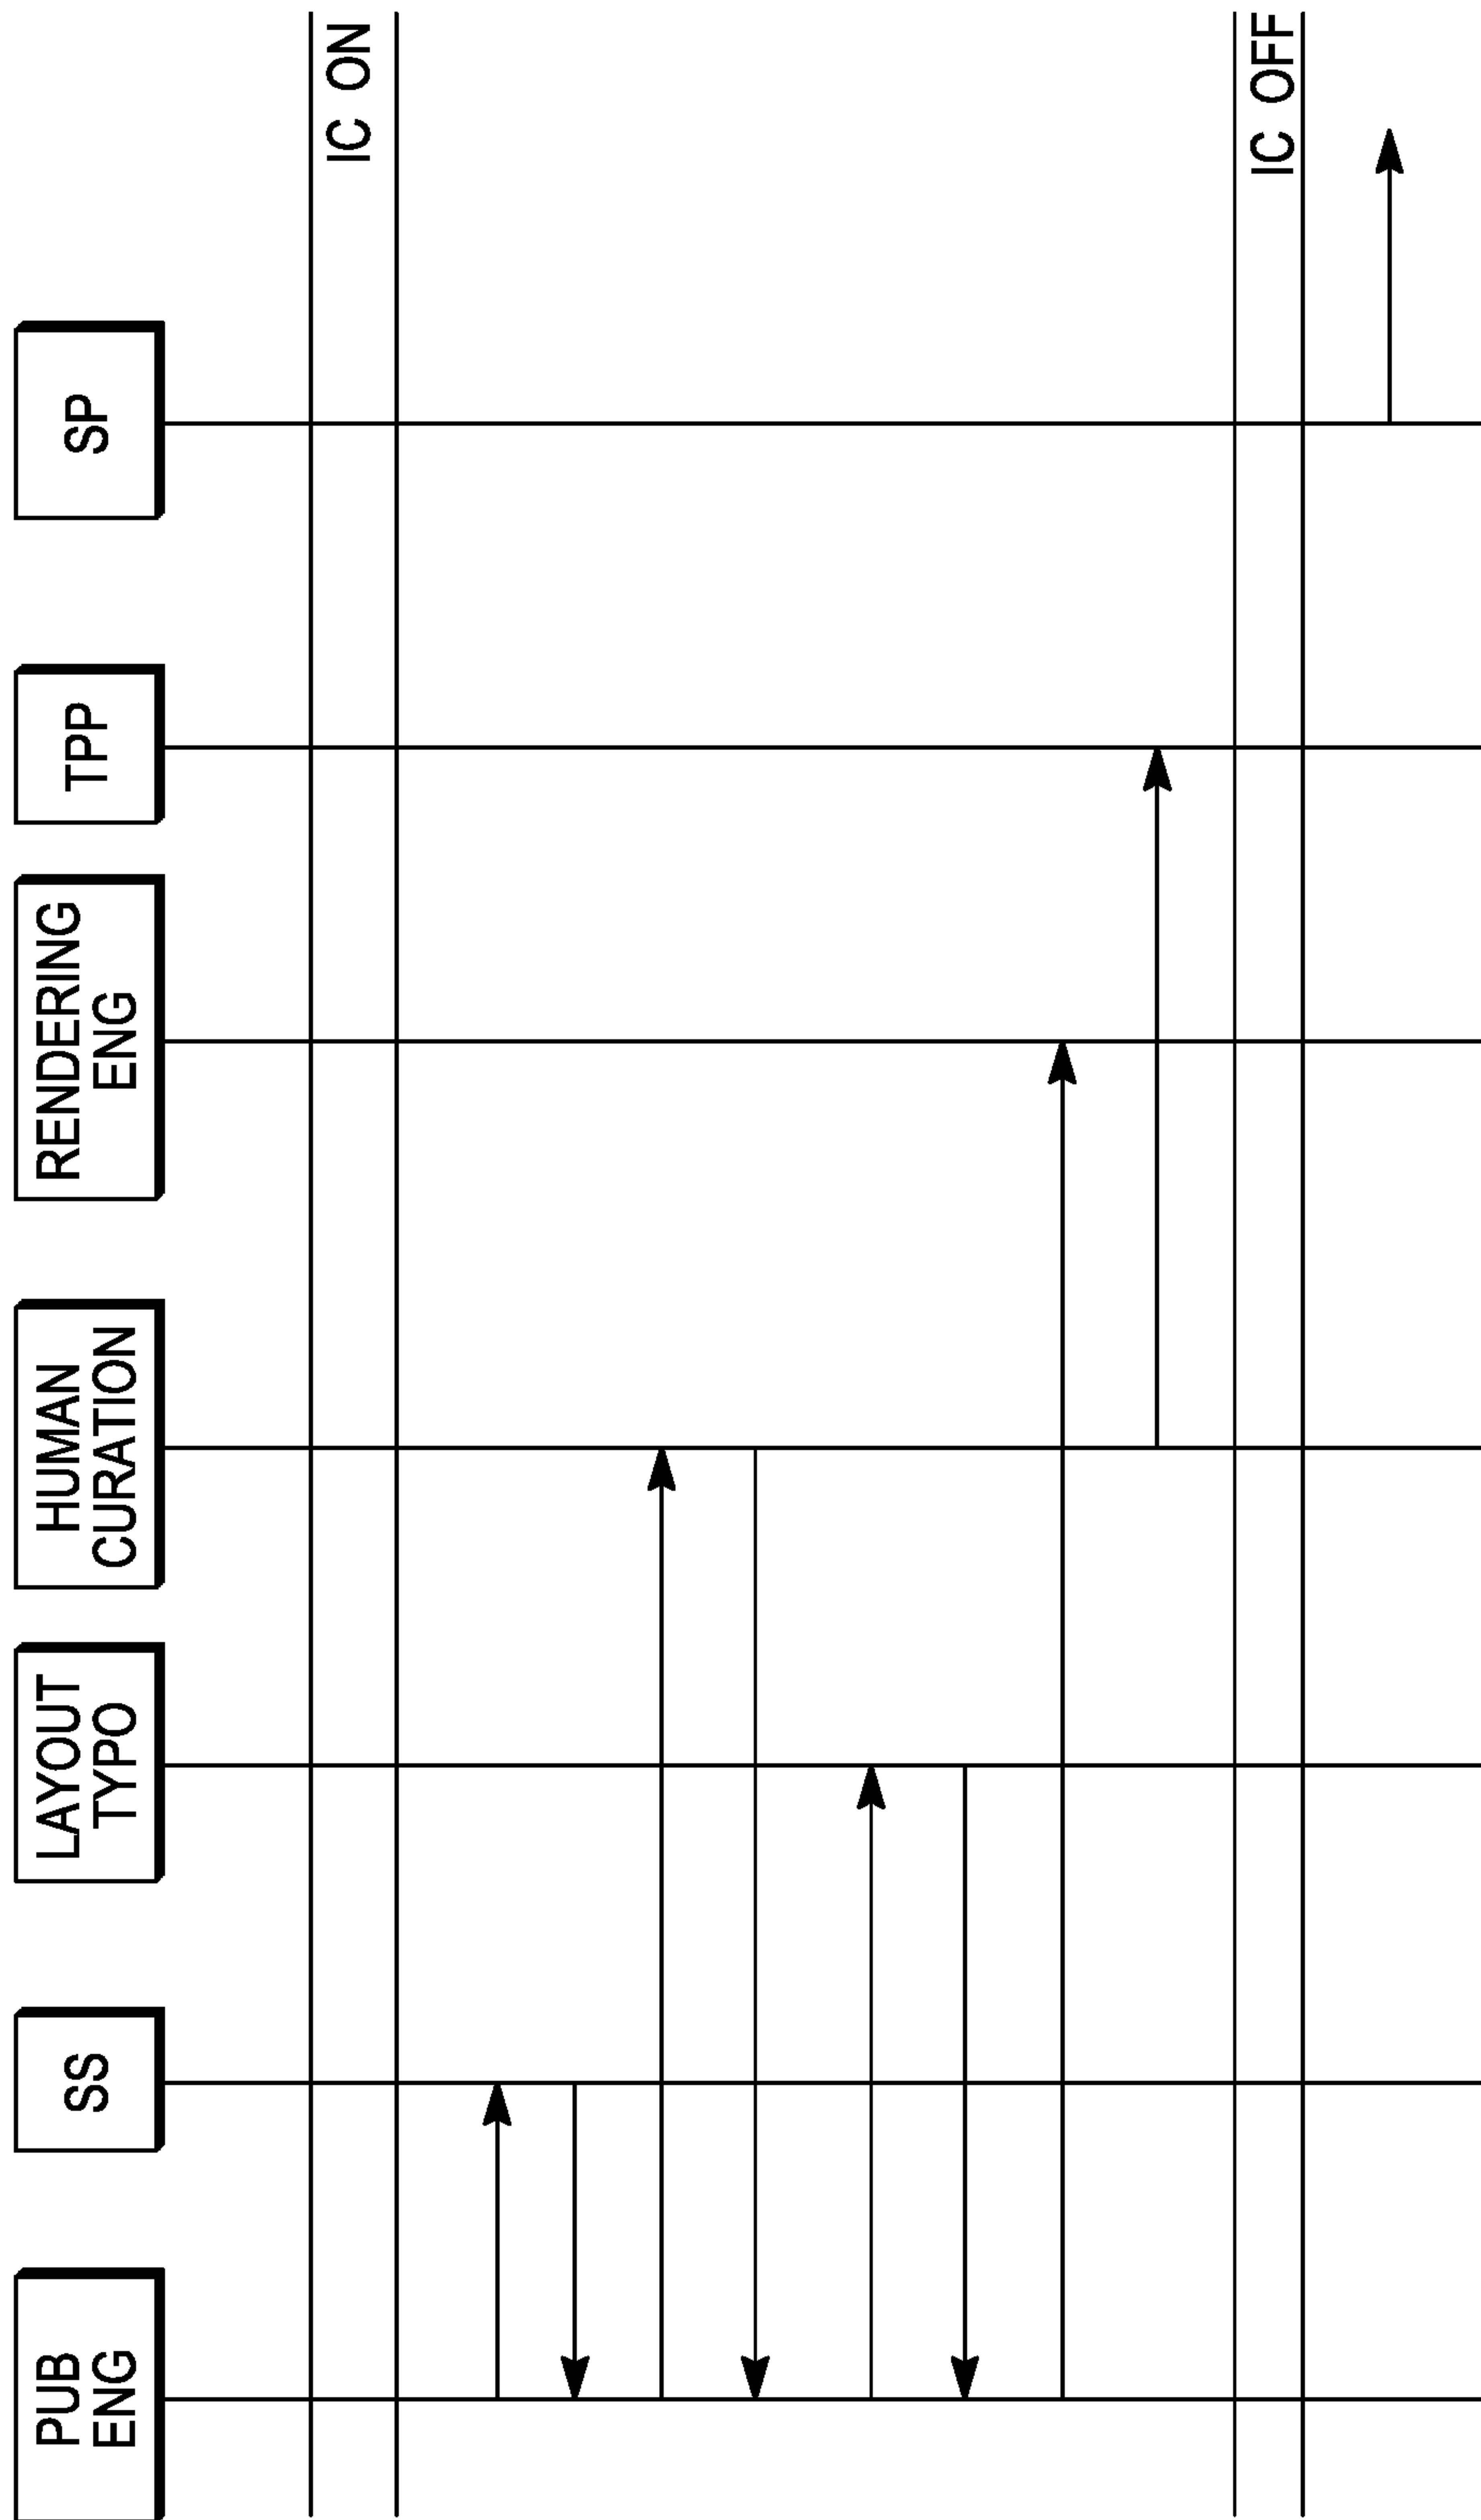 PUB
ENG
SS
LAYOUT
TYPO
HUMAN
CURATION
RENDERING
ENG
TPP
SP
IC ON
IC OFF